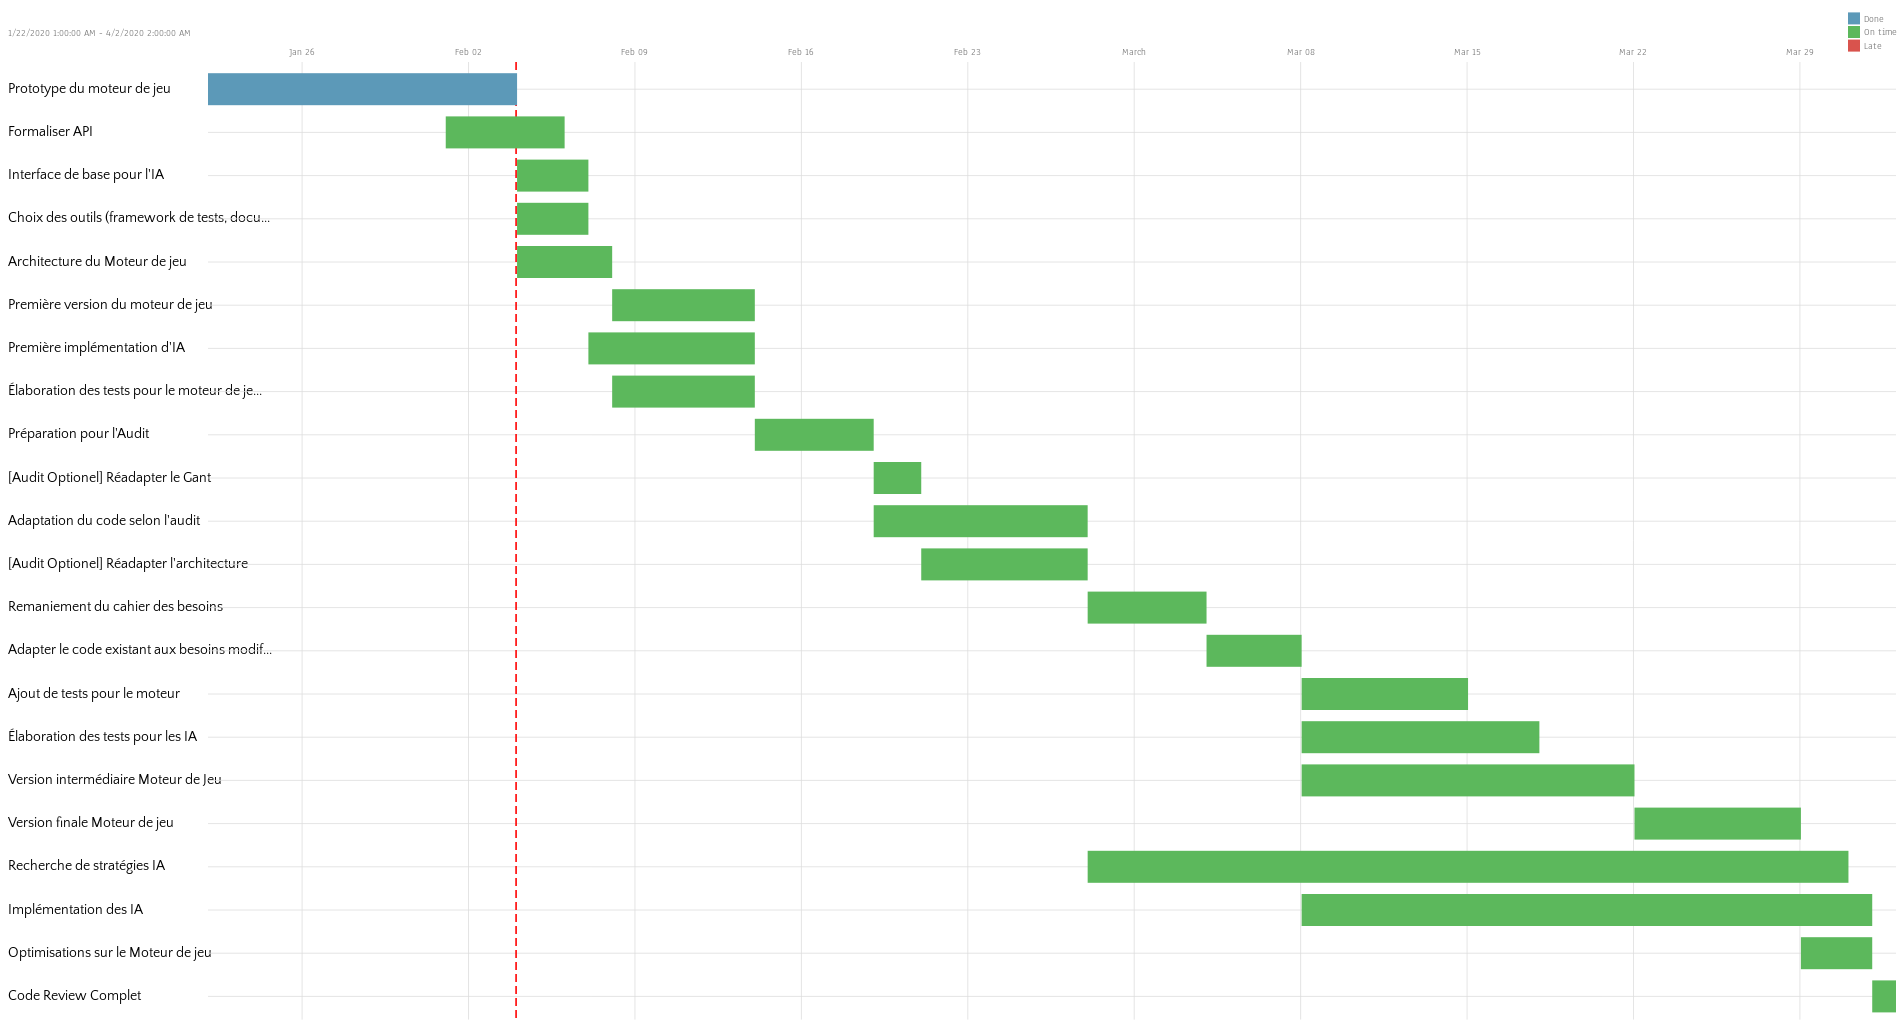 Done
1/22/2020 1:00:00 AM - 4/2/2020 2:00:00 AM
On time
Late
Jan 26 Feb 02 Feb 09 Feb 16 Feb 23 March Mar 08 Mar 15 Mar 22 Mar 29
Prototype du moteur de jeu
Formaliser API
Interface de base pour l'IA
Choix des outils (framework de tests, docu...
Architecture du Moteur de jeu
Première version du moteur de jeu
Première implémentation d'IA
Élaboration des tests pour le moteur de je...
Préparation pour l'Audit
[Audit Optionel] Réadapter le Gant
Adaptation du code selon l'audit
[Audit Optionel] Réadapter l'architecture
Remaniement du cahier des besoins
Adapter le code existant aux besoins modif...
Ajout de tests pour le moteur
Élaboration des tests pour les IA
Version intermédiaire Moteur de Jeu
Version finale Moteur de jeu
Recherche de stratégies IA
Implémentation des IA
Optimisations sur le Moteur de jeu
Code Review Complet